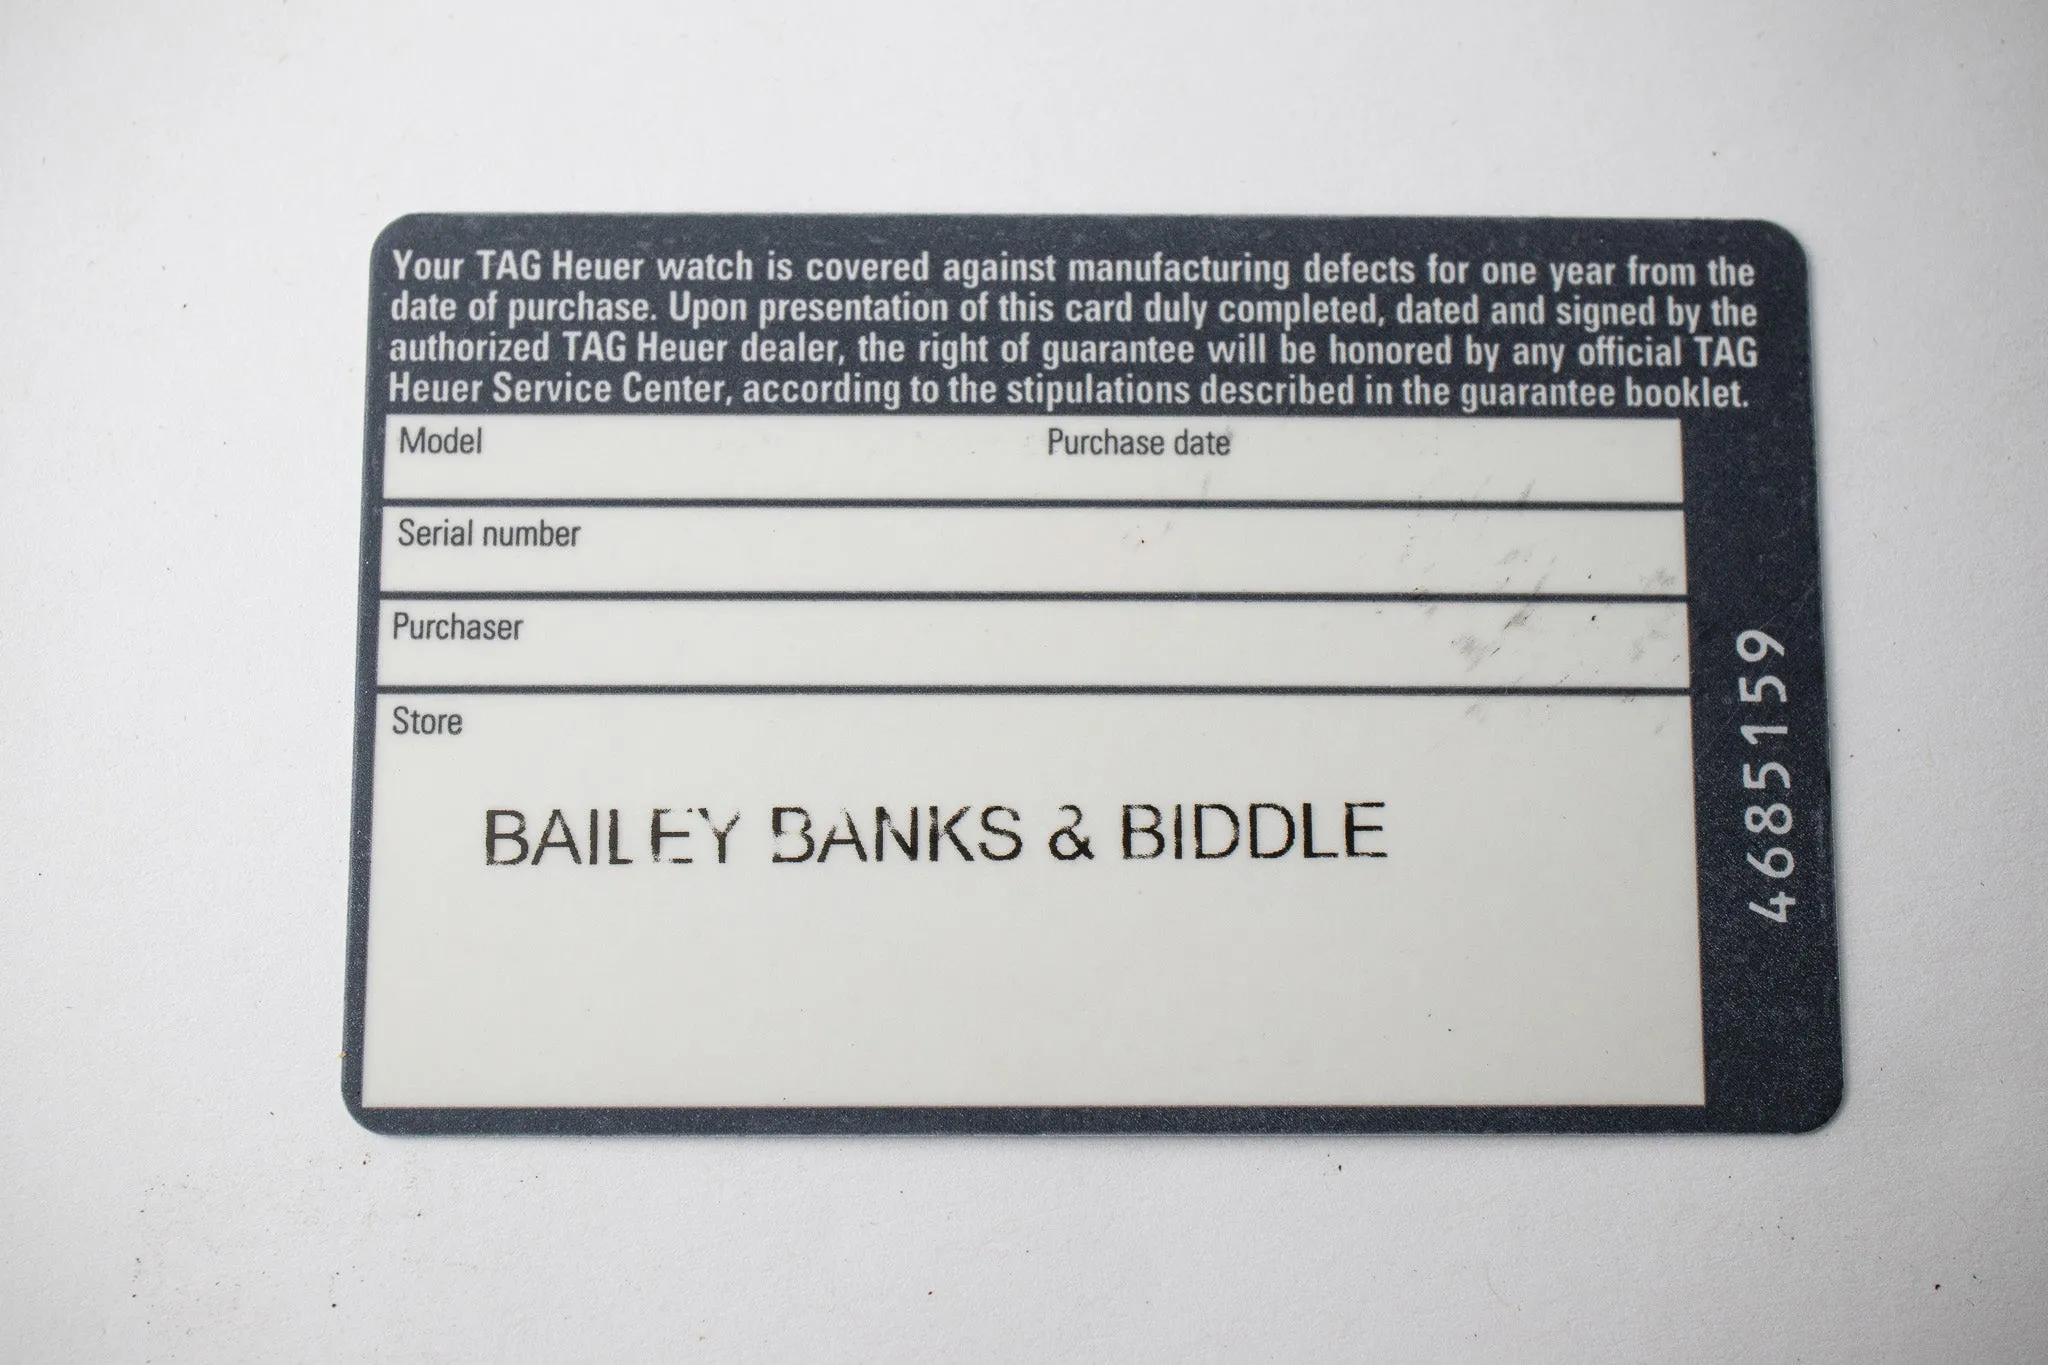 Your TAG Heuer watch is covered against manufacturing defects for one year from the
date of purchase. Upon presentation of this card duly completed, dated and signed by the
authorized TAG Heuer dealer, the right of guarantee will be honored by any official TAG
Heuer Service Center, according to the stipulations described in the guarantee booklet.
Model Purchase date
Serial number
Purchaser
Store
BAILEY BANKS & BIDDLE
4685159